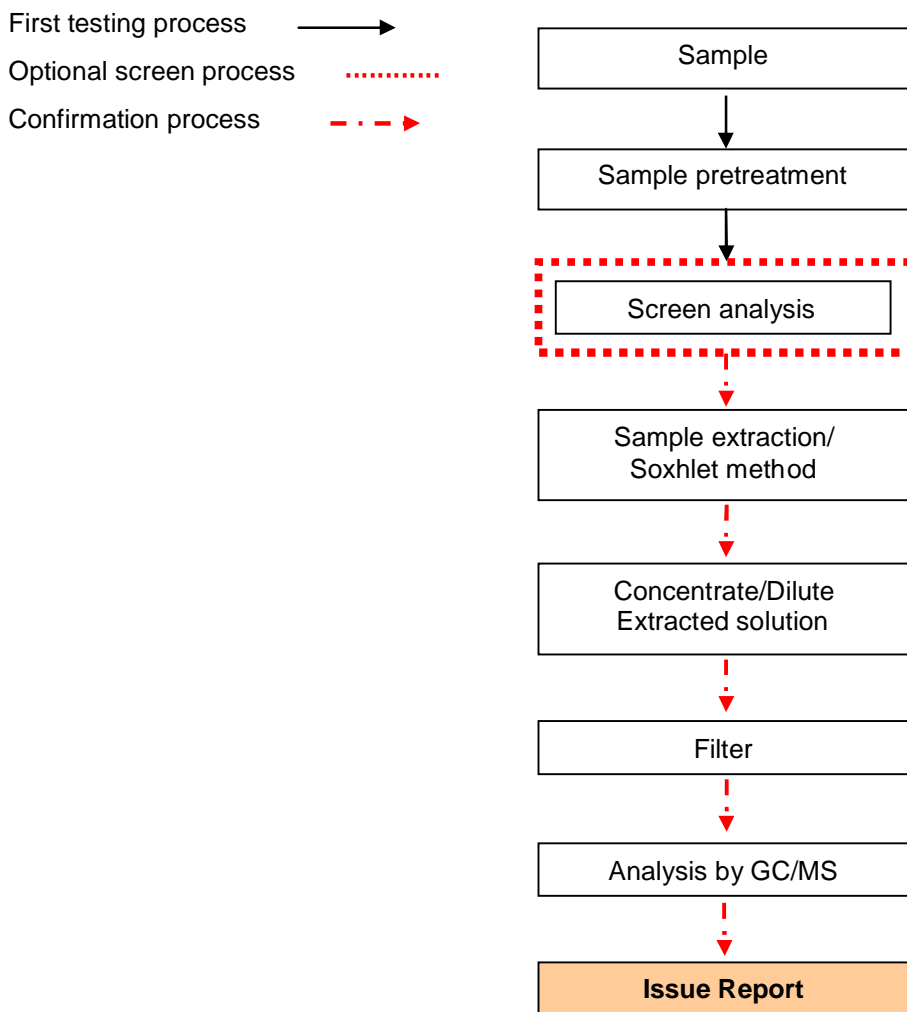 First testing process
Optional screen process
Confirmation process
Sample
Sample pretreatment
Screen analysis
Sample extraction/
Soxhlet method
Concentrate/Dilute
Extracted solution
Filter
Analysis by GC/MS
Issue Report